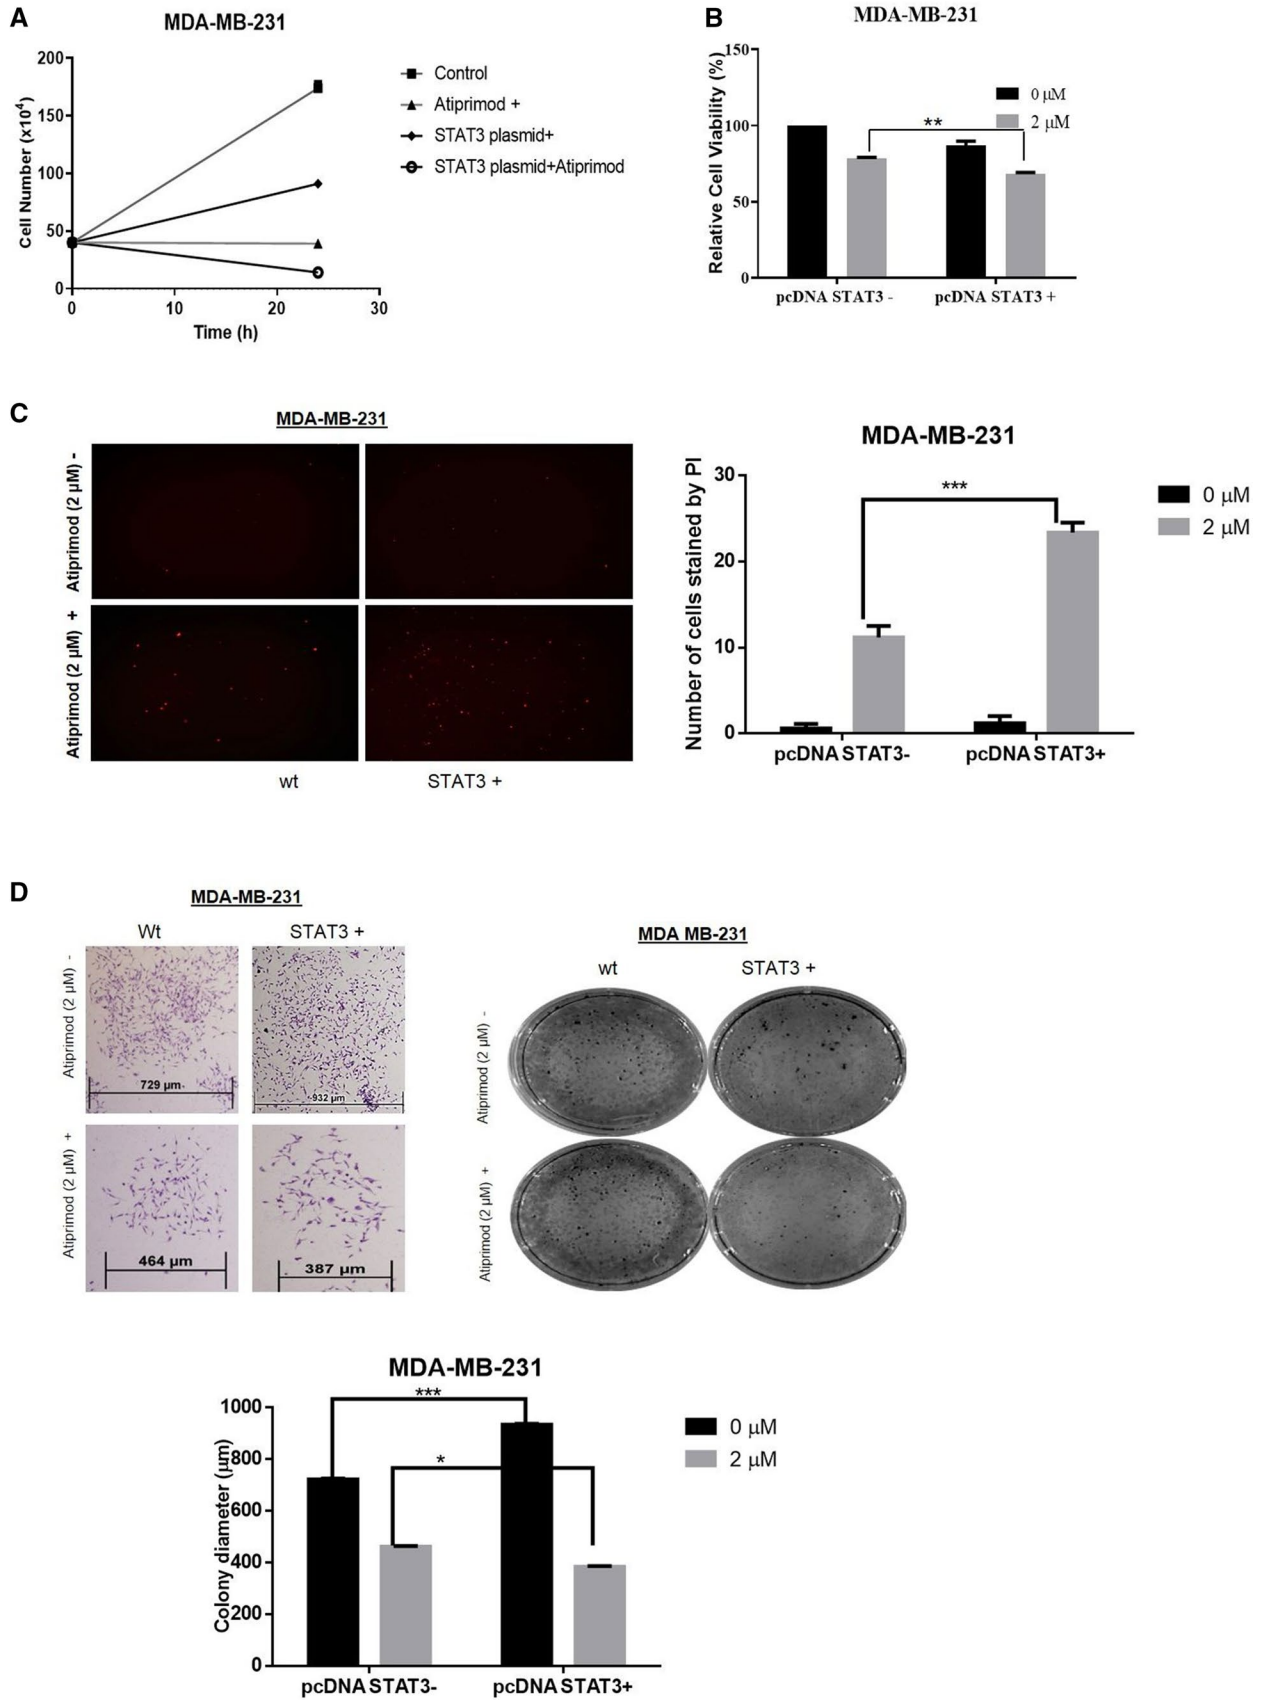 A
MDA-MB-231
Cell Number (x10⁴)
200
150
100
50
0
0 10 20 30
Time (h)
Control
Atiprimod +
STAT3 plasmid+
STAT3 plasmid+Atiprimod
B
MDA-MB-231
Relative Cell Viability (%)
150
100
50
0
**
0 μM
2 μM
pcDNA STAT3 - pcDNA STAT3 +
C
MDA-MB-231
Atiprimod (2 μM) -
Atiprimod (2 μM) +
wt STAT3 +
MDA-MB-231
Number of cells stained by PI
30
20
10
0
***
0 μM
2 μM
pcDNA STAT3- pcDNA STAT3+
D
MDA-MB-231
Wt STAT3 +
Atiprimod (2 μM) -
729 μm
932 μm
Atiprimod (2 μM) +
464 μm
387 μm
MDA MB-231
wt STAT3 +
Atiprimod (2 μM) -
Atiprimod (2 μM) +
MDA-MB-231
Colony diameter (μm)
1000
800
600
400
200
0
***
*
0 μM
2 μM
pcDNA STAT3- pcDNA STAT3+